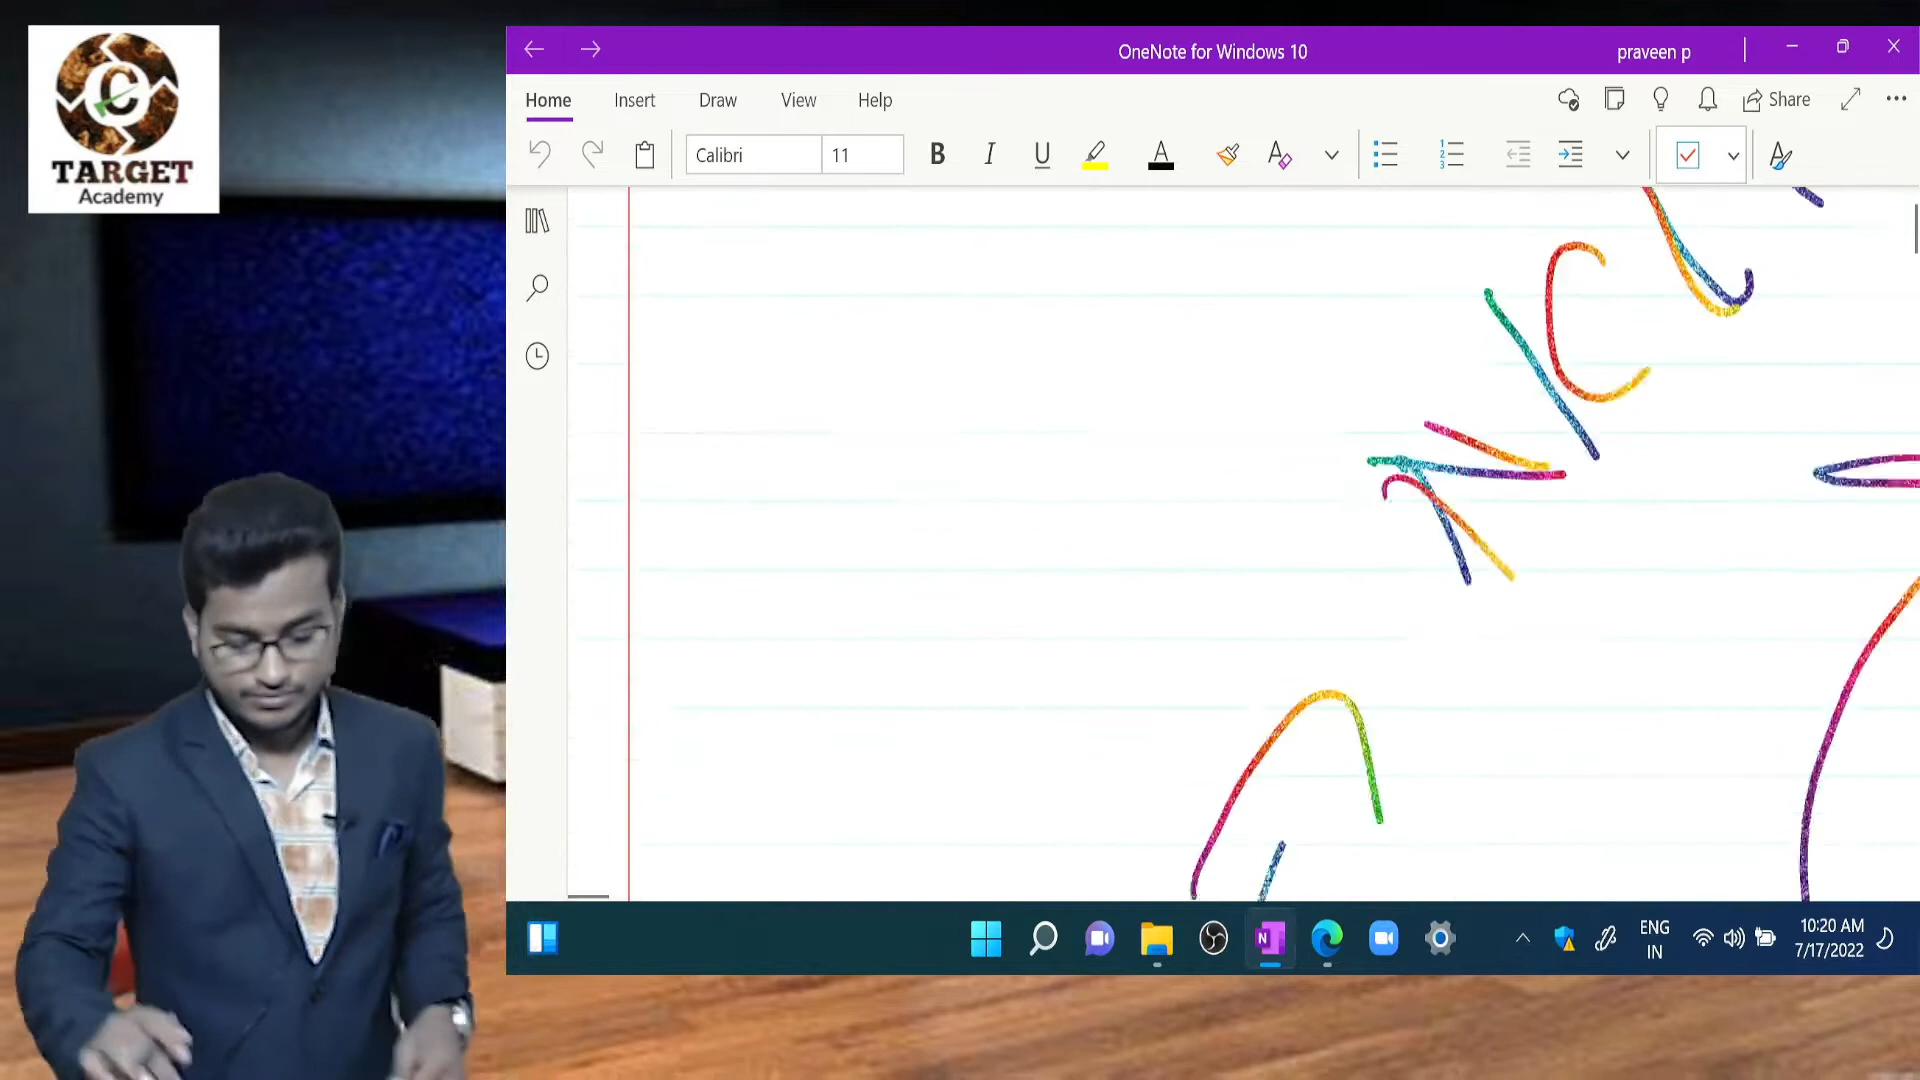 TARGET
Academy
OneNote for Windows 10
praveen p
Home Insert Draw View Help
Share
Calibri 11 B I U A A
ENG
IN
10:20 AM
7/17/2022